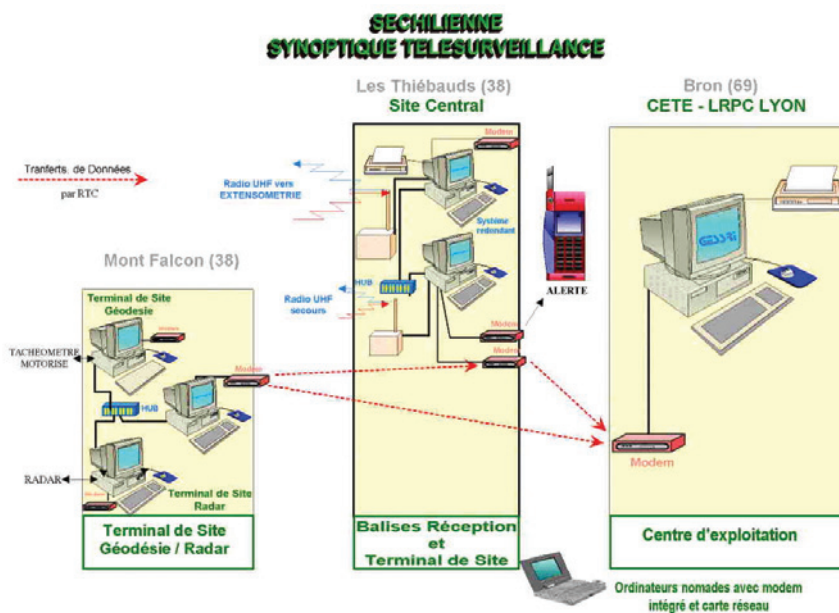 SECHILIENNE
SYNOPTIQUE TELESURVEILLANCE
Les Thiébauds (38)
Site Central
Bron (69)
CETE - LRPC LYON
Tranferts. de Données
par RTC
Radio UHF vers
EXTENSOMETRIE
Modem
Système
redondant
HUB
Radio UHF
secours
ALERTE
Modem
Modem
GESSRI
Modem
Mont Falcon (38)
Terminal de Site
Géodesie
Modem
TACHEOMETRE
MOTORISE
Modem
HUB
RADAR
Modem
Terminal de Site
Radar
Terminal de Site
Géodésie / Radar
Balises Réception
et
Terminal de Site
Centre d'exploitation
Ordinateurs nomades avec modem
intégré et carte réseau